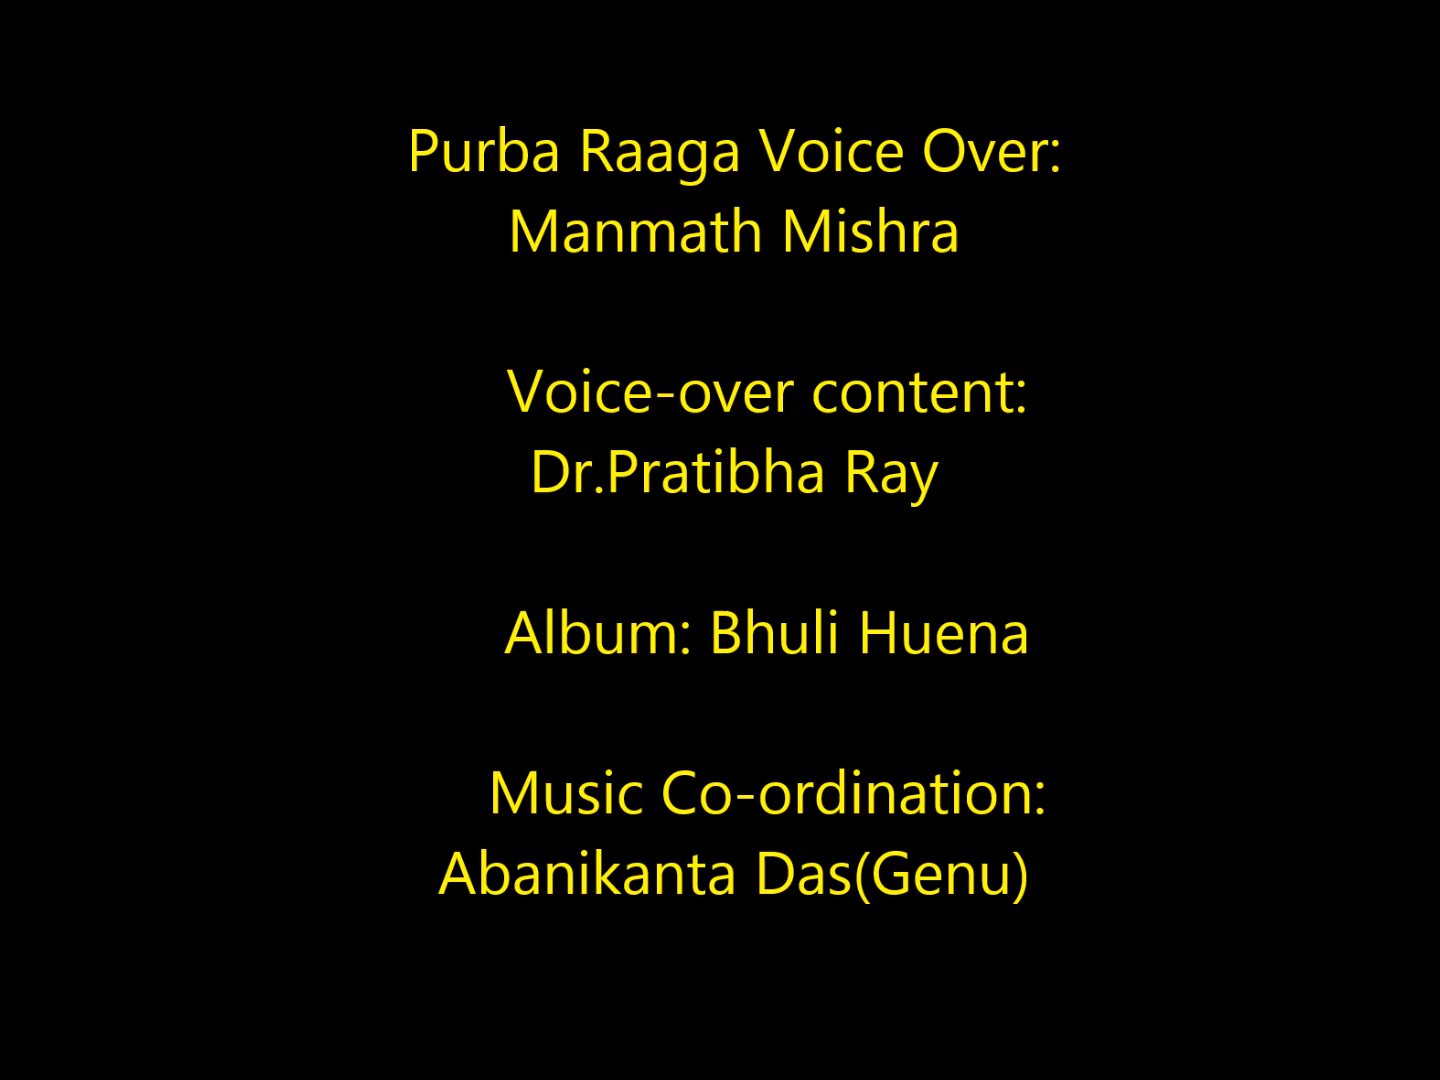 Purba Raaga Voice Over:
Manmath Mishra
Voice-over content:
Dr.Pratibha Ray
Album: Bhuli Huena
Music Co-ordination:
Abanikanta Das(Genu)